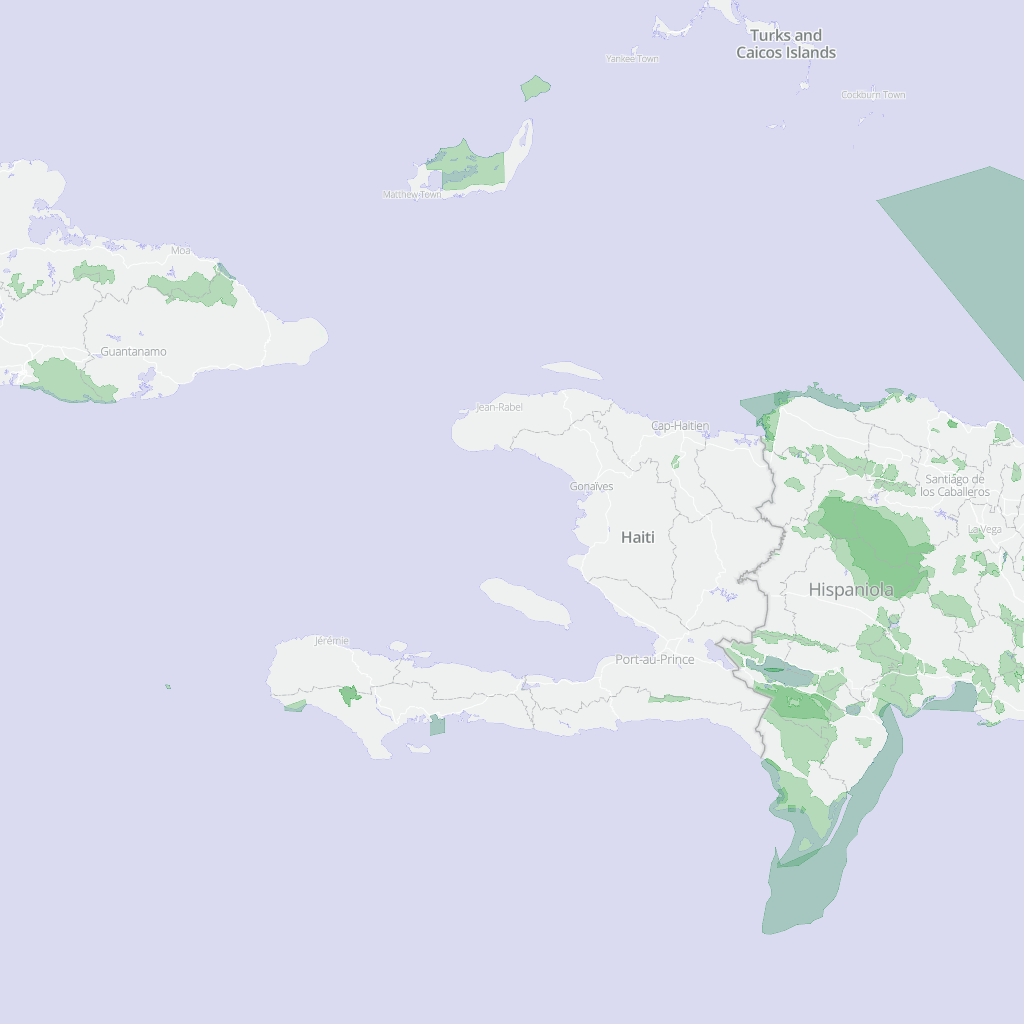 Turks and
Caicos Islands
Yankee Town
Cockburn Town
Matthew Town
Moa
Guantanamo
Jean-Rabel
Cap-Haïtien
Santiago de
los Caballeros
Gonaïves
La Vega
Haiti
Hispaniola
Jérémie
Port-au-Prince